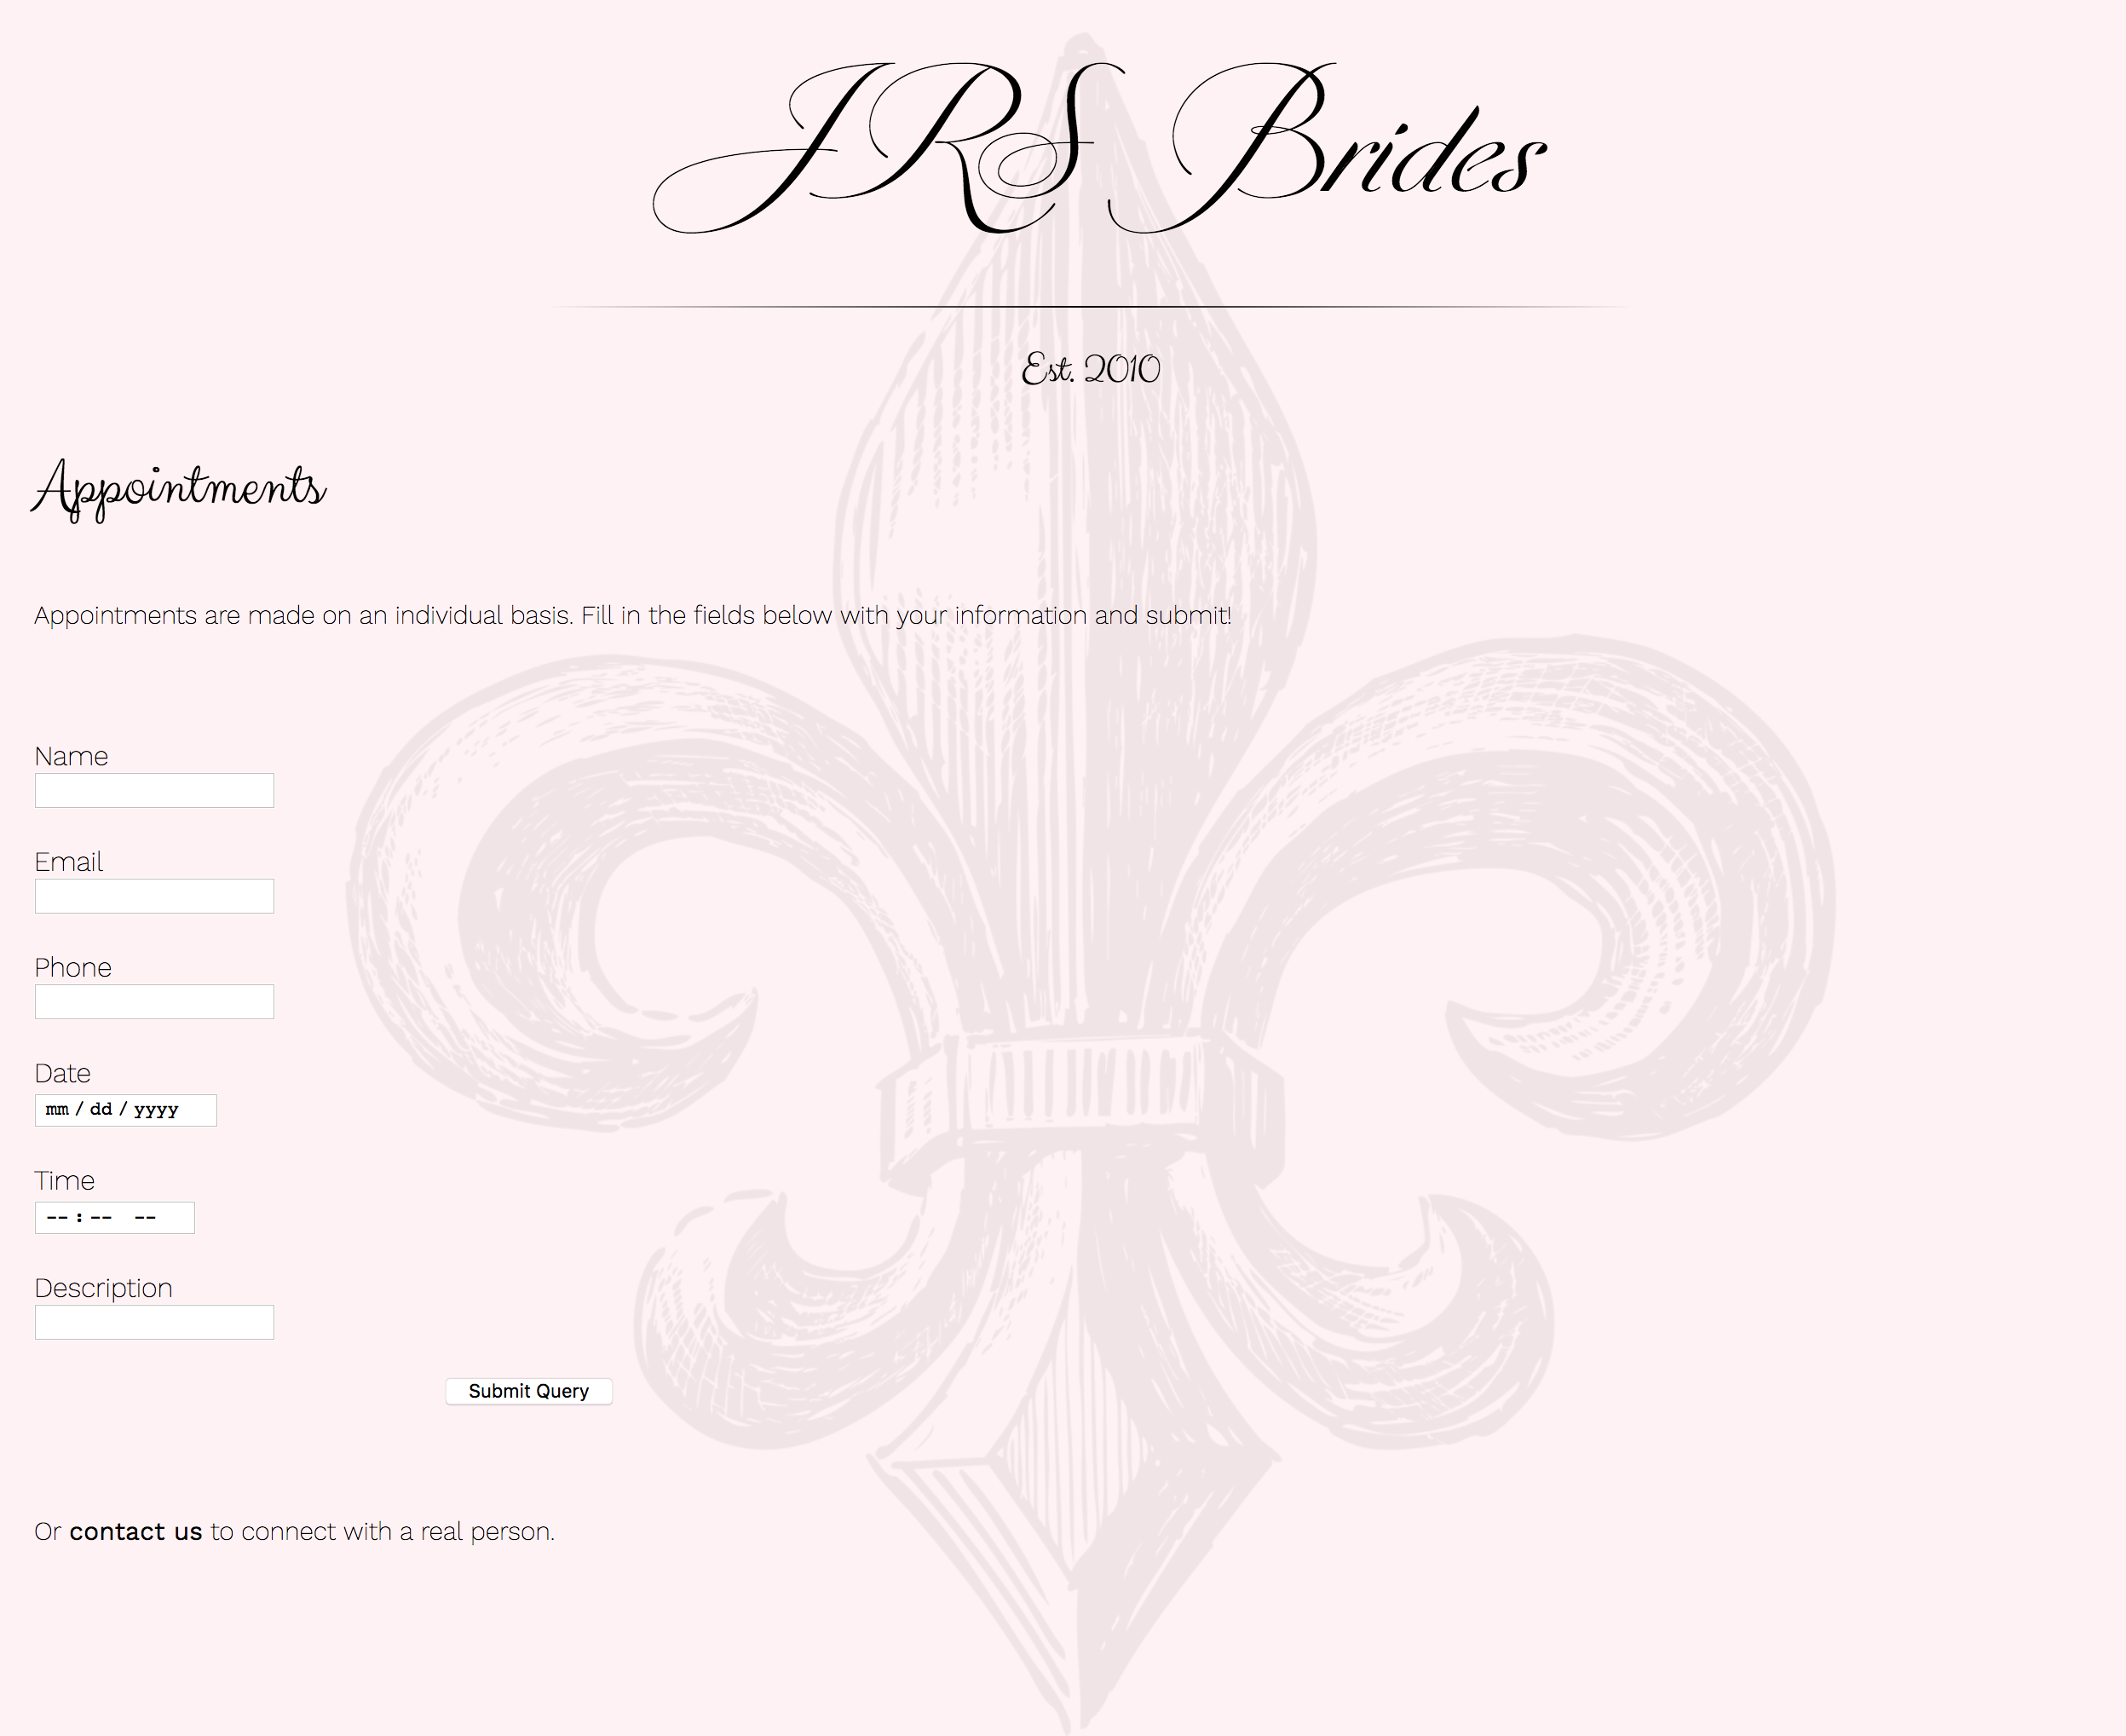 JRS Brides
Est. 2010
Appointments
Appointments are made on an individual basis. Fill in the fields below with your information and submit!
Name
Email
Phone
Date
mm / dd / yyyy
Time
-- : -- --
Description
Submit Query
Or contact us to connect with a real person.